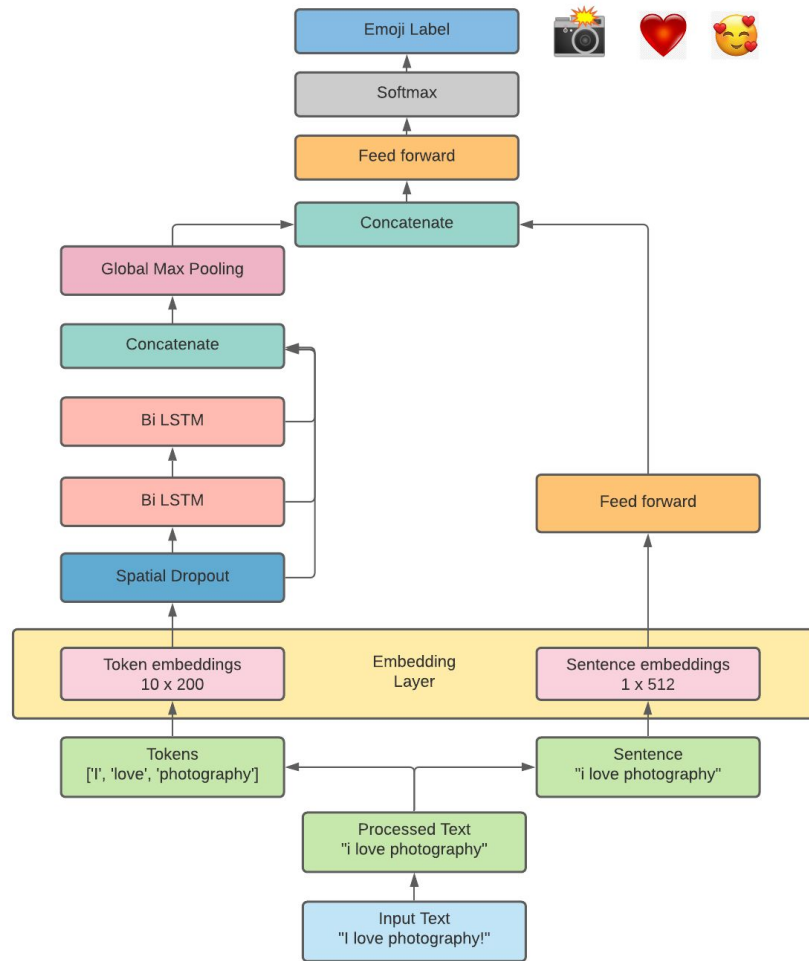 Emoji Label
Softmax
Feed forward
Concatenate
Global Max Pooling
Concatenate
Bi LSTM
Bi LSTM
Feed forward
Spatial Dropout
Token embeddings
10 x 200
Embedding
Layer
Sentence embeddings
1 x 512
Tokens
['I', 'love', 'photography']
Sentence
"i love photography"
Processed Text
"i love photography"
Input Text
"I love photography!"